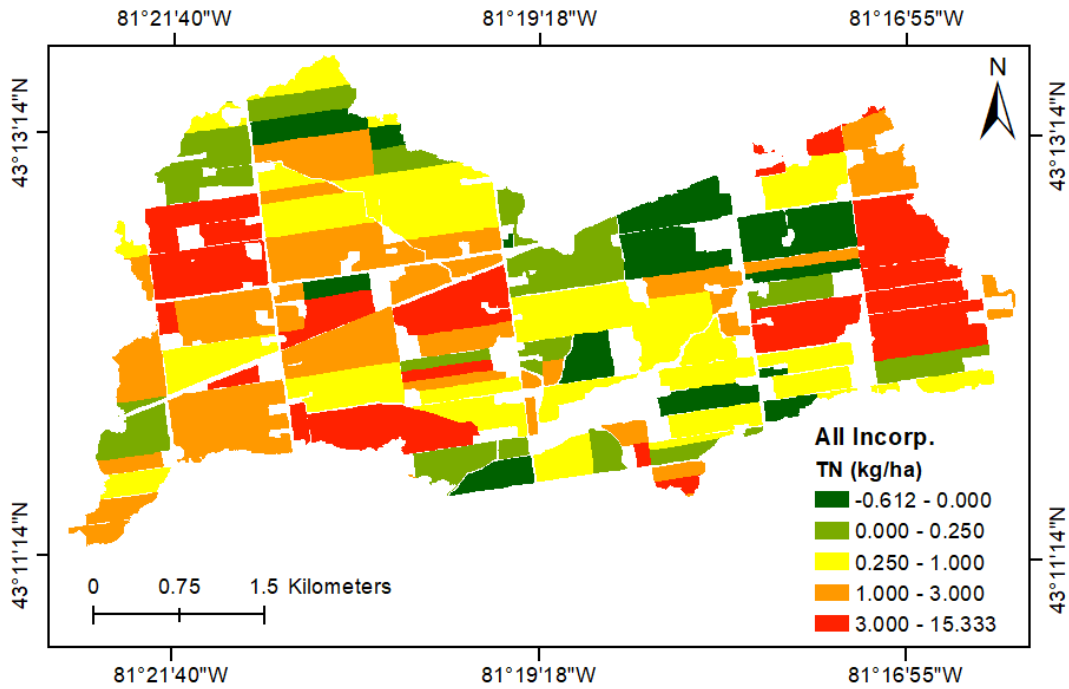 81°21'40"W 81°19'18"W 81°16'55"W
N
43°13'14"N 43°13'14"N
43°11'14"N 43°11'14"N
All Incorp.
TN (kg/ha)
-0.612 - 0.000
0.000 - 0.250
0.250 - 1.000
1.000 - 3.000
3.000 - 15.333
0 0.75 1.5 Kilometers
81°21'40"W 81°19'18"W 81°16'55"W